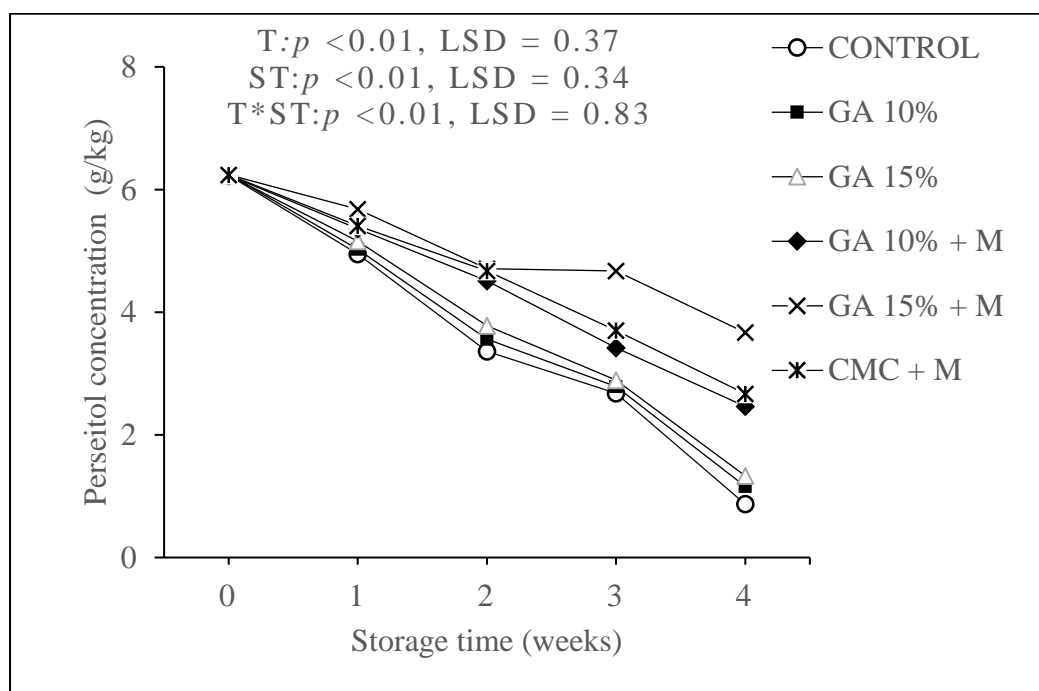 T:p <0.01, LSD = 0.37
ST:p <0.01, LSD = 0.34
T*ST:p <0.01, LSD = 0.83
CONTROL
GA 10%
GA 15%
GA 10% + M
GA 15% + M
CMC + M
Perseitol concentration (g/kg)
8
6
4
2
0
0 1 2 3 4
Storage time (weeks)